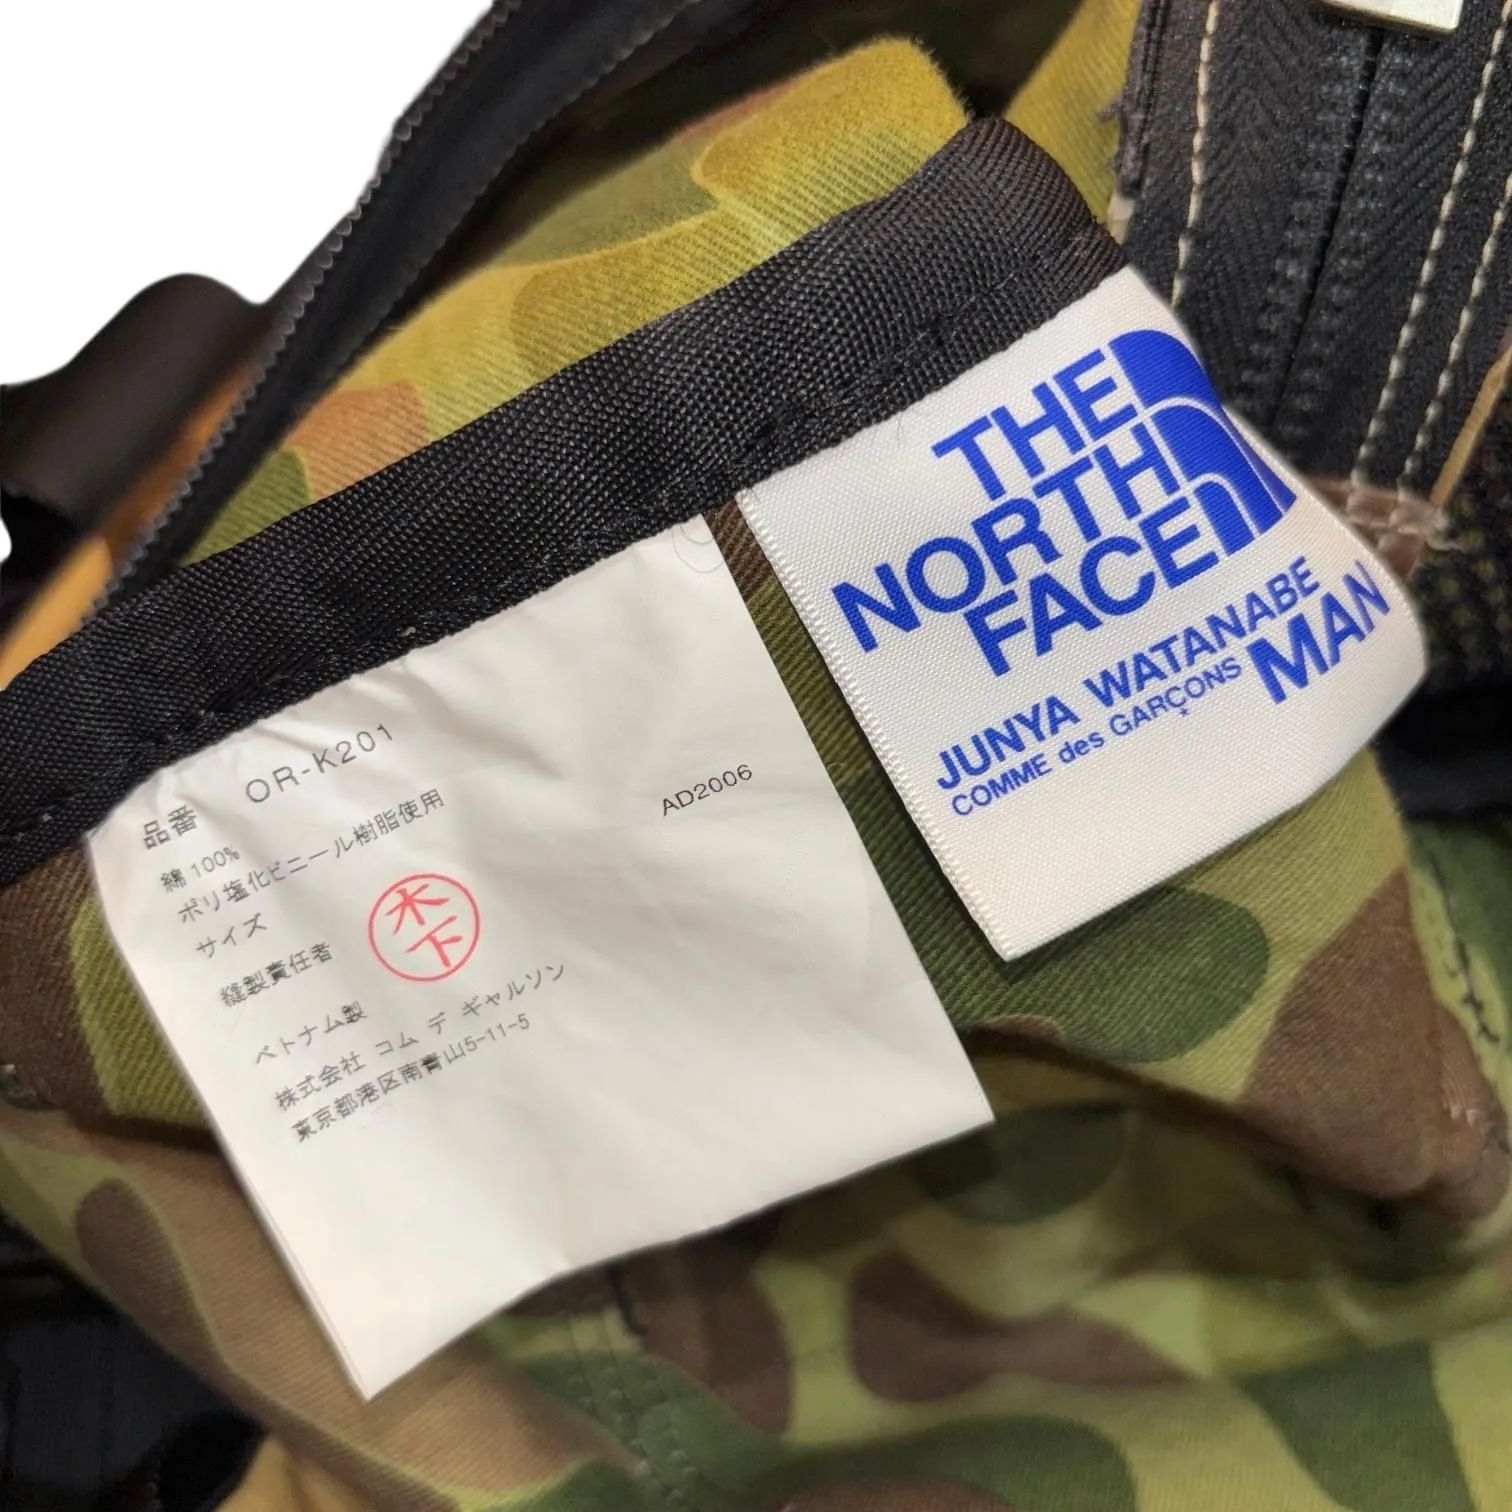 THE
NORTH
FACE
JUNYA WATANABE
COMME des GARÇONS
MAN
品番 OR-K201
綿 100%
ポリ塩化ビニール樹脂使用
サイズ
縫製責任者
木下
ベトナム製
株式会社 コム デ ギャルソン
東京都港区南青山5-11-5
AD2006